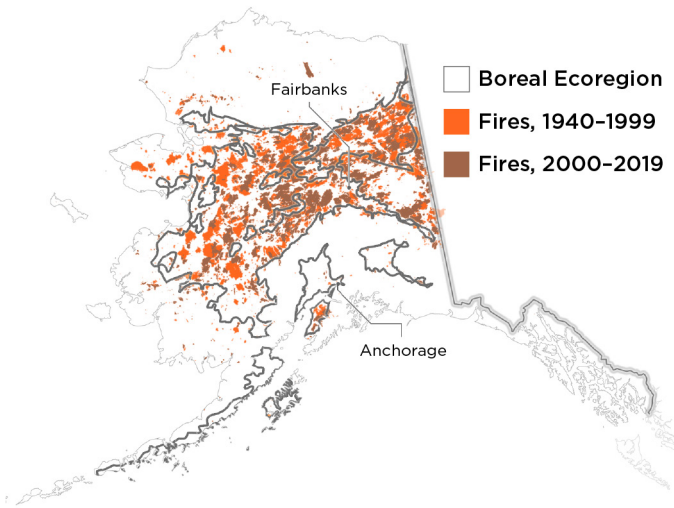 Fairbanks
Boreal Ecoregion
Fires, 1940–1999
Fires, 2000–2019
Anchorage